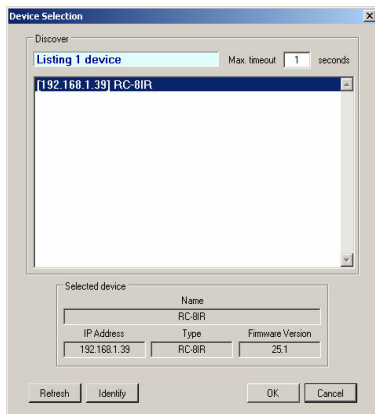 Device Selection
Discover
Listing 1 device
Max. timeout 1 seconds
[192.168.1.39] RC-8IR
Selected device
Name
RC-8IR
IP Address Type Firmware Version
192.168.1.39 RC-8IR 25.1
Refresh Identify OK Cancel